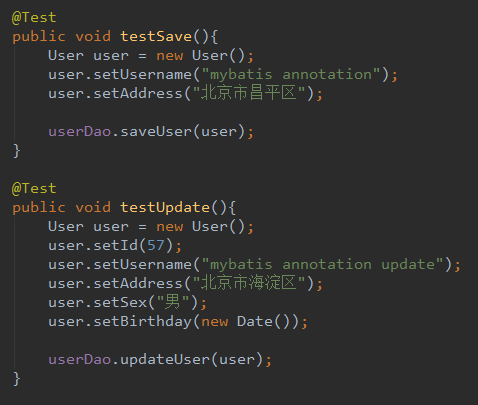 @Test
public void testSave(){
    User user = new User();
    user.setUsername("mybatis annotation");
    user.setAddress("北京市昌平区");

    userDao.saveUser(user);
}

@Test
public void testUpdate(){
    User user = new User();
    user.setId(57);
    user.setUsername("mybatis annotation update");
    user.setAddress("北京市海淀区");
    user.setSex("男");
    user.setBirthday(new Date());

    userDao.updateUser(user);
}